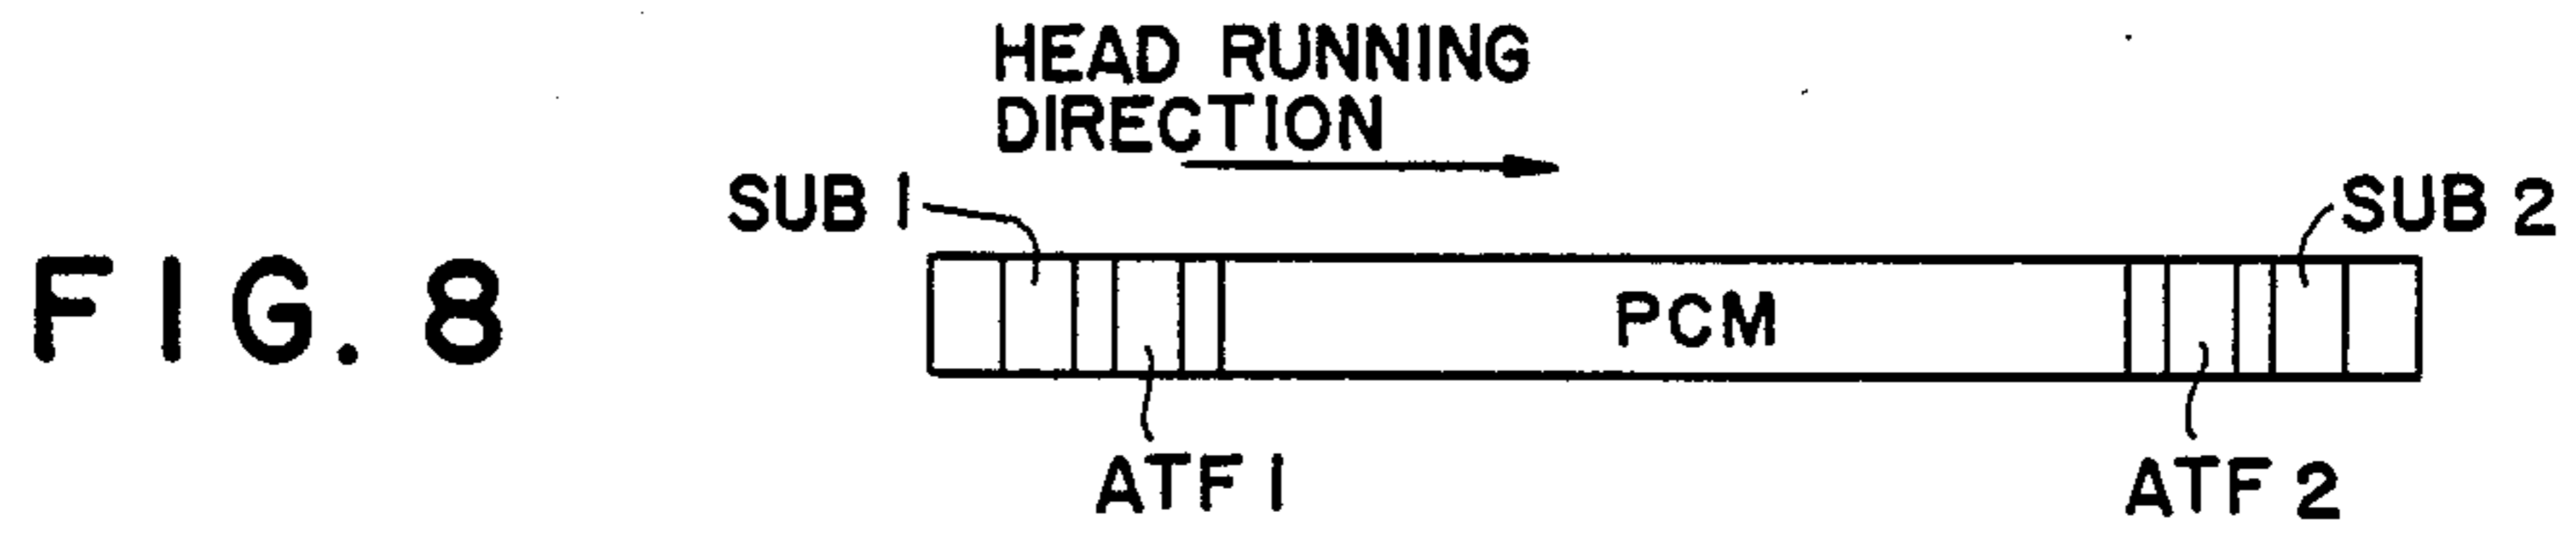 HEAD RUNNING
DIRECTION
SUB 1
SUB 2
FIG. 8
PCM
ATF 1
ATF 2